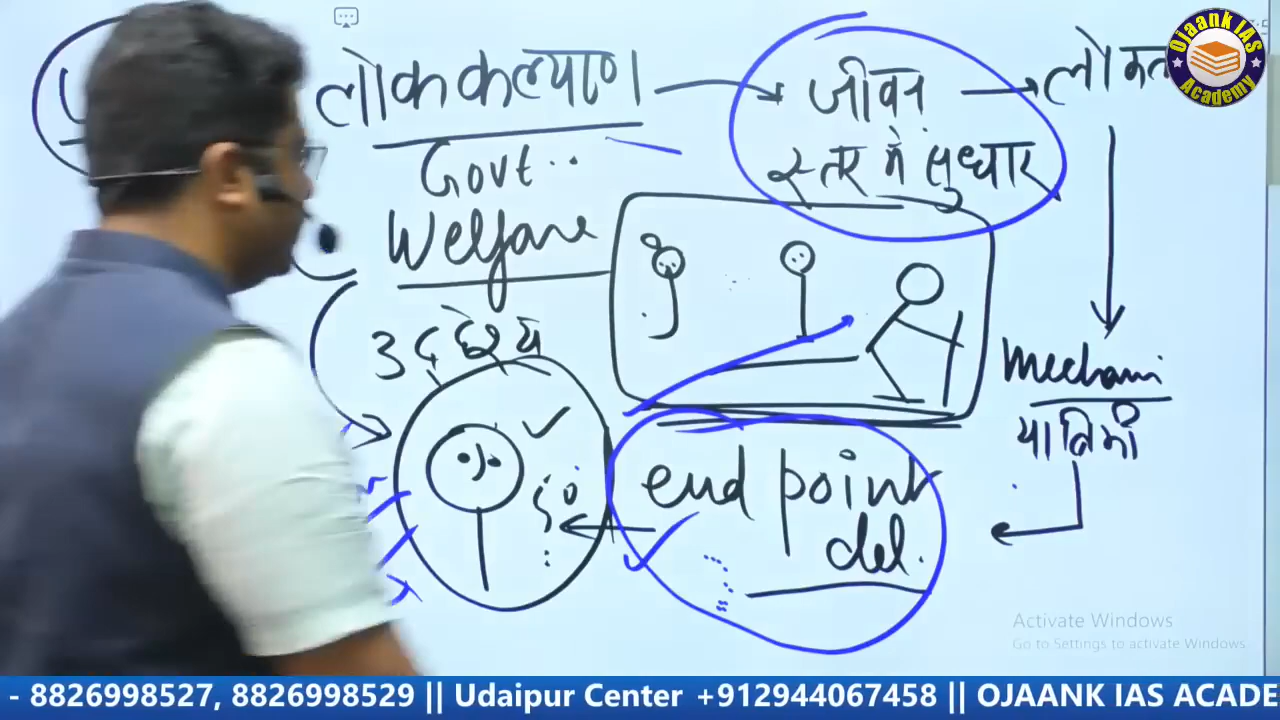 लोककल्याण
जीवन
स्तर में सुधार
Govt..
Welfare
उद्देश्य
end point
del.
Mechani
Ojaank IAS
Academy
Activate Windows
Go to Settings to activate Windows.
- 8826998527, 8826998529 || Udaipur Center +912944067458 || OJAANK IAS ACADE